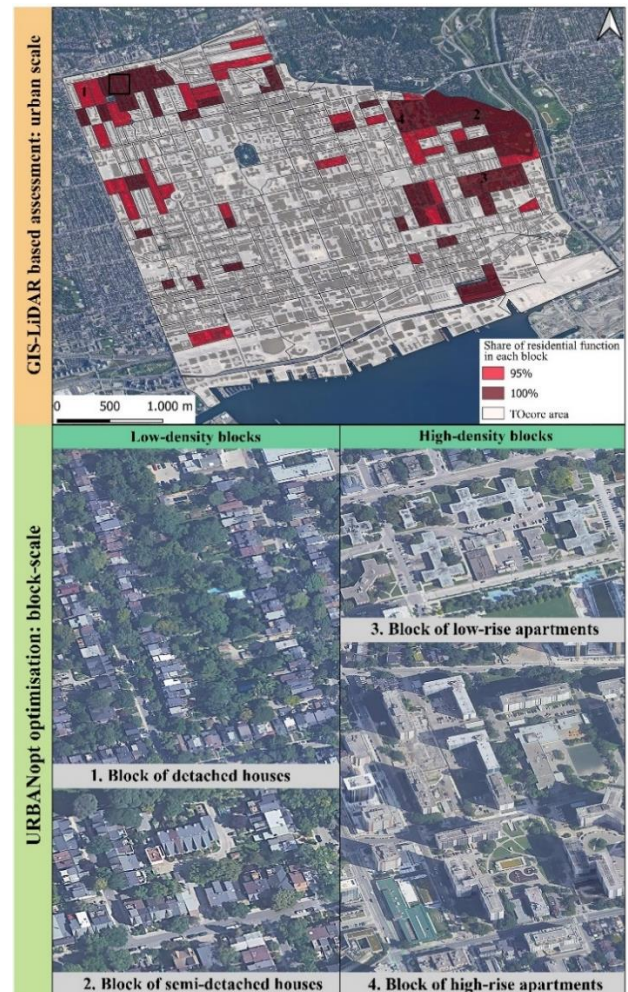 GIS-LiDAR based assessment: urban scale
1
4
2
3
Share of residential function
in each block
95%
100%
TOcore area
0 500 1.000 m
URBANopt optimisation: block-scale
Low-density blocks
High-density blocks
1. Block of detached houses
3. Block of low-rise apartments
2. Block of semi-detached houses
4. Block of high-rise apartments